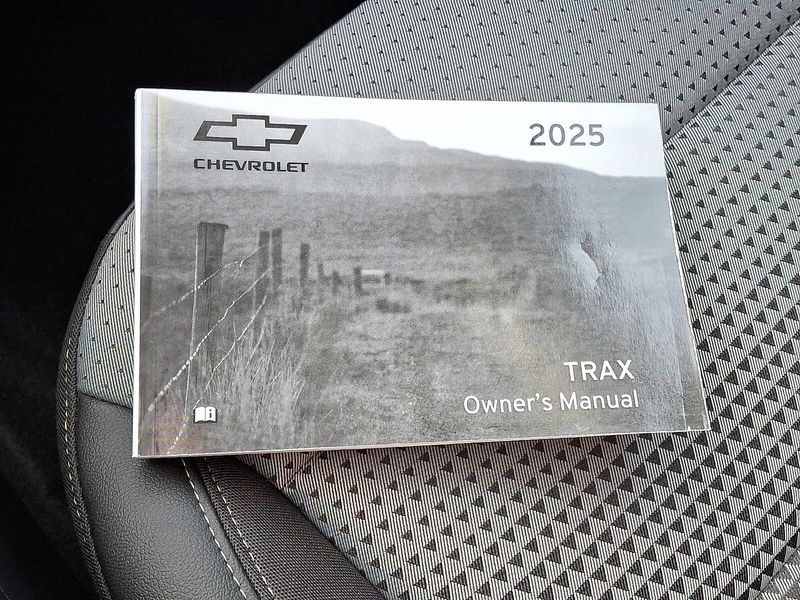 CHEVROLET
2025
TRAX
Owner's Manual